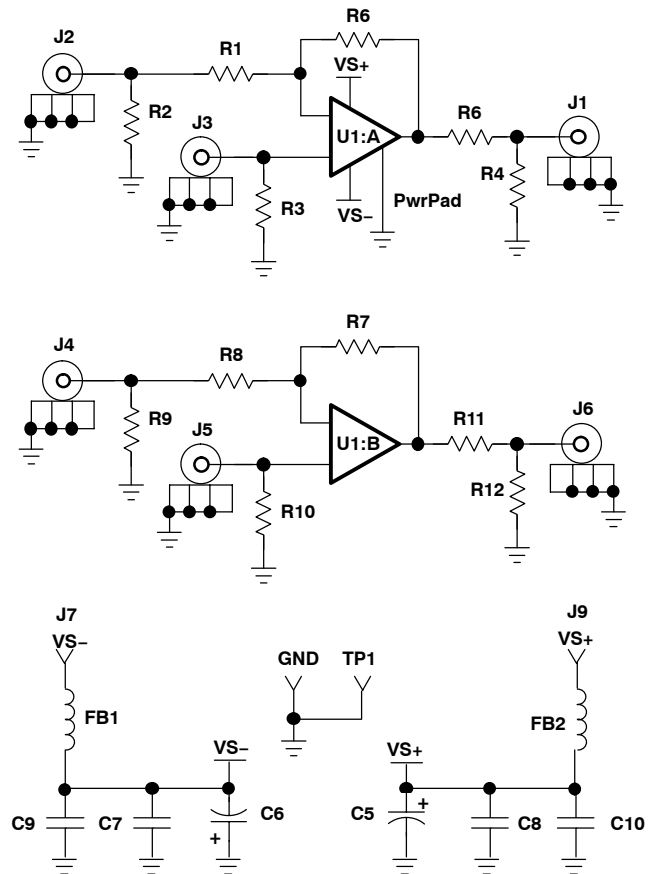 R6
J2
R1
VS+
R2
J3
U1:A
R6
J1
R3
VS−
PwrPad
R4
R7
J4
R8
R9
J5
U1:B
R11
J6
R10
R12
J7
VS−
FB1
GND
TP1
J9
VS+
FB2
VS−
VS+
C9
C7
C6
+
C5
+
C8
C10